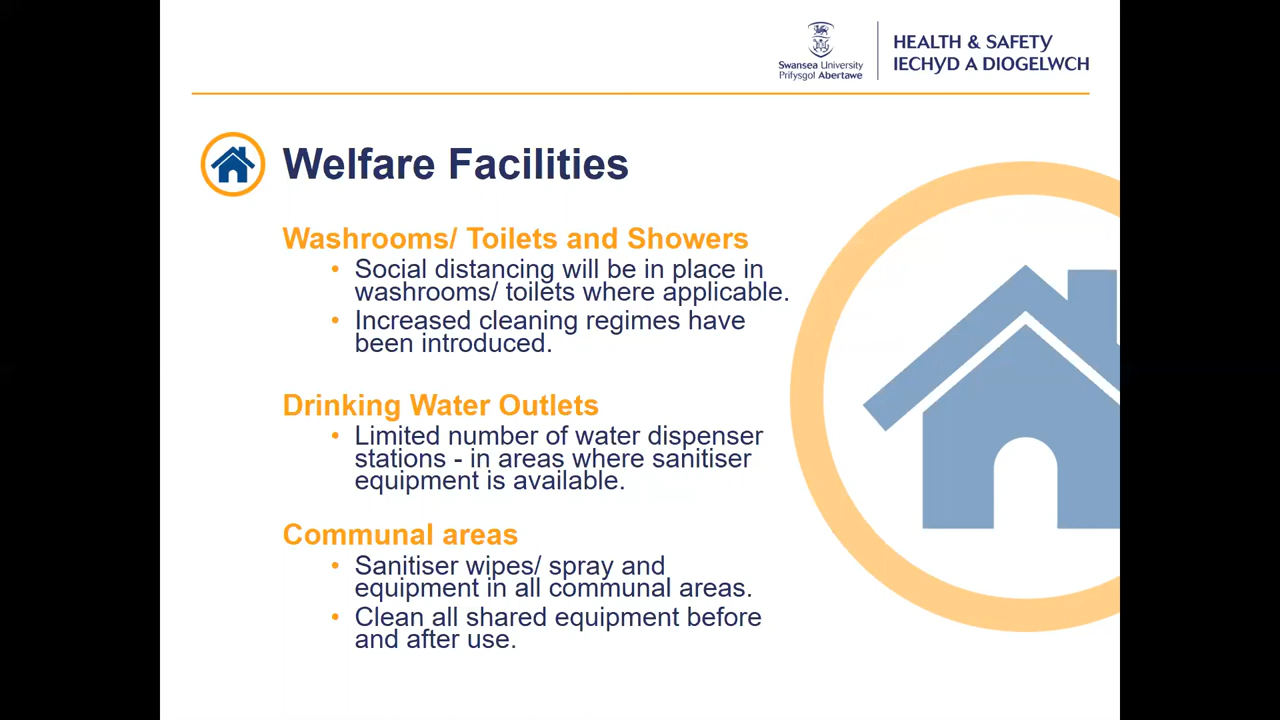 Swansea University
Prifysgol Abertawe
HEALTH & SAFETY
IECHYD A DIOGELWCH
Welfare Facilities
Washrooms/ Toilets and Showers
• Social distancing will be in place in
washrooms/ toilets where applicable.
• Increased cleaning regimes have
been introduced.
Drinking Water Outlets
• Limited number of water dispenser
stations - in areas where sanitiser
equipment is available.
Communal areas
• Sanitiser wipes/ spray and
equipment in all communal areas.
• Clean all shared equipment before
and after use.